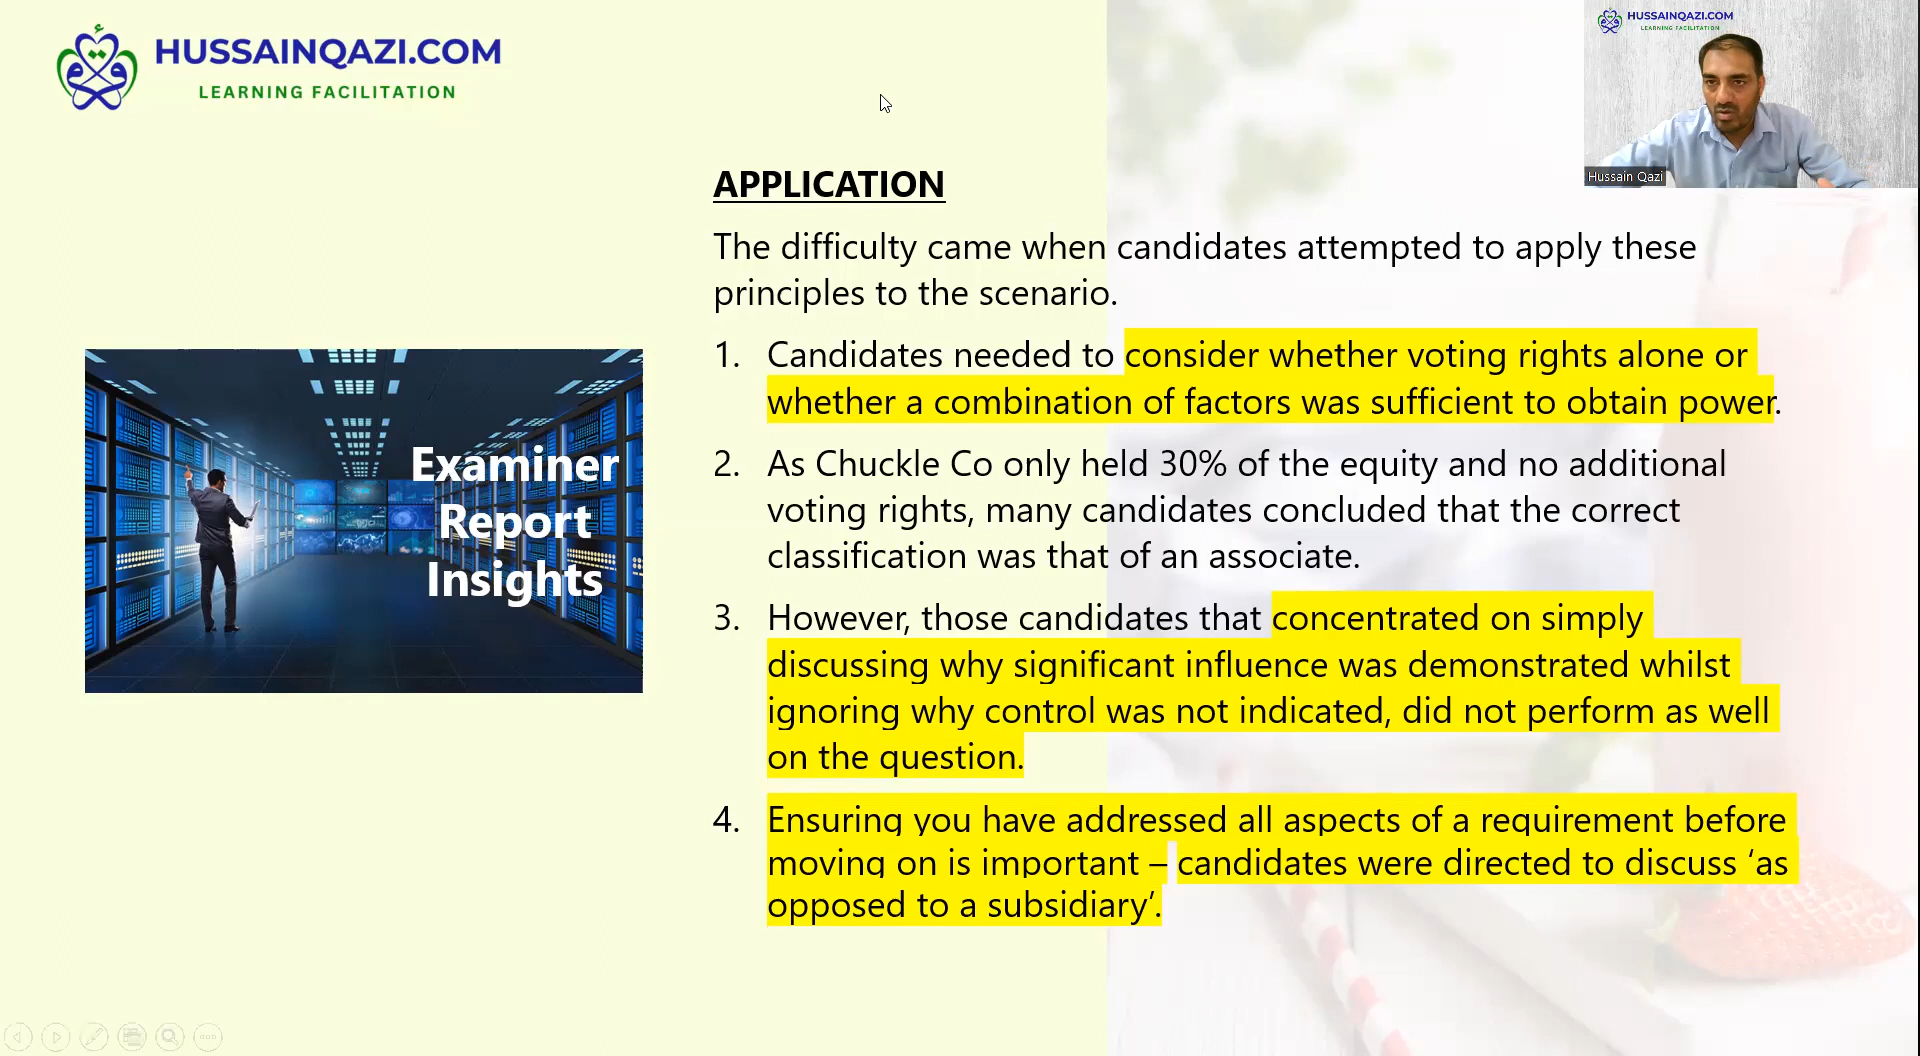 HUSSAINQAZI.COM
LEARNING FACILITATION
HUSSAINQAZI.COM
LEARNING FACILITATION
Hussain Qazi
APPLICATION
The difficulty came when candidates attempted to apply these
principles to the scenario.
1. Candidates needed to consider whether voting rights alone or
whether a combination of factors was sufficient to obtain power.
2. As Chuckle Co only held 30% of the equity and no additional
voting rights, many candidates concluded that the correct
classification was that of an associate.
3. However, those candidates that concentrated on simply
discussing why significant influence was demonstrated whilst
ignoring why control was not indicated, did not perform as well
on the question.
4. Ensuring you have addressed all aspects of a requirement before
moving on is important – candidates were directed to discuss ‘as
opposed to a subsidiary’.
Examiner
Report
Insights